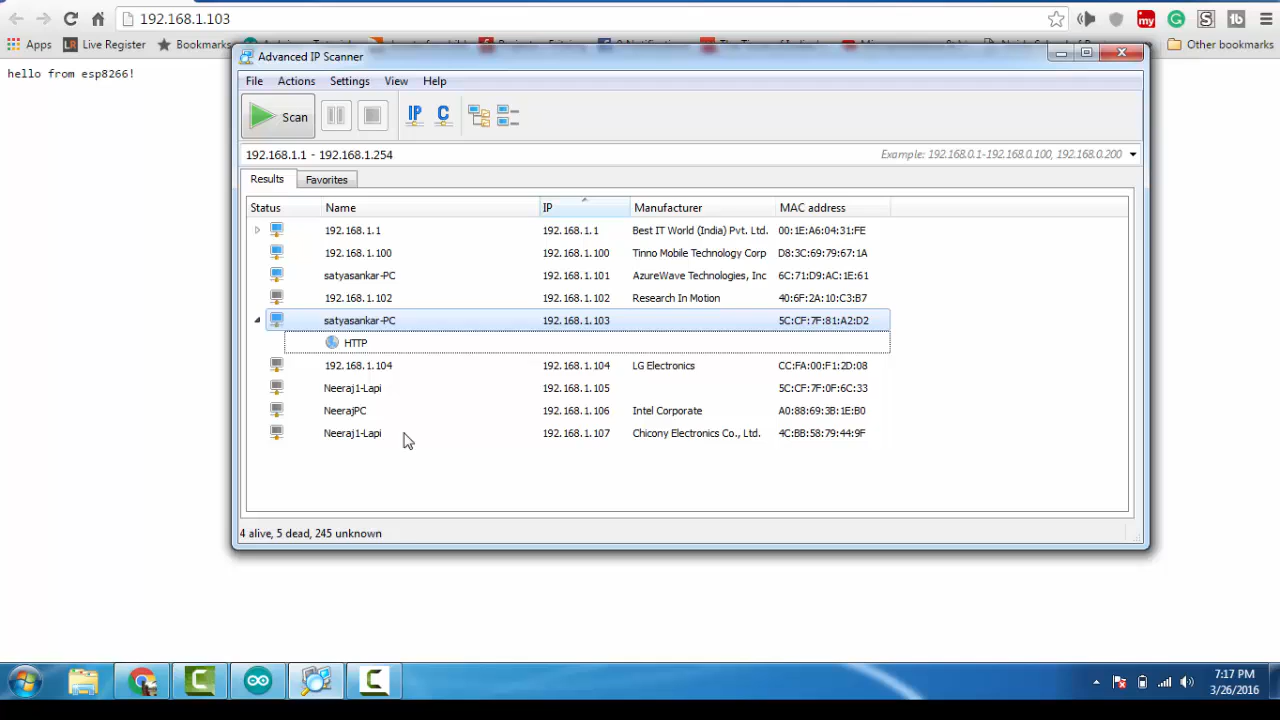 192.168.1.103
Apps Live Register Bookmarks Other bookmarks
hello from esp8266!
Advanced IP Scanner
File Actions Settings View Help
Scan IP C
192.168.1.1 - 192.168.1.254 Example: 192.168.0.1-192.168.0.100, 192.168.0.200
Results Favorites
Status Name IP Manufacturer MAC address
192.168.1.1 192.168.1.1 Best IT World (India) Pvt. Ltd. 00:1E:A6:04:31:FE
192.168.1.100 192.168.1.100 Tinno Mobile Technology Corp D8:3C:69:79:67:1A
satyasankar-PC 192.168.1.101 AzureWave Technologies, Inc 6C:71:D9:AC:1E:61
192.168.1.102 192.168.1.102 Research In Motion 40:6F:2A:10:C3:B7
satyasankar-PC 192.168.1.103 5C:CF:7F:81:A2:D2
HTTP
192.168.1.104 192.168.1.104 LG Electronics CC:FA:00:F1:2D:08
Neeraj1-Lapi 192.168.1.105 5C:CF:7F:0F:6C:33
NeerajPC 192.168.1.106 Intel Corporate A0:88:69:3B:1E:B0
Neeraj1-Lapi 192.168.1.107 Chicony Electronics Co., Ltd. 4C:BB:58:79:44:9F
4 alive, 5 dead, 245 unknown
7:17 PM
3/26/2016